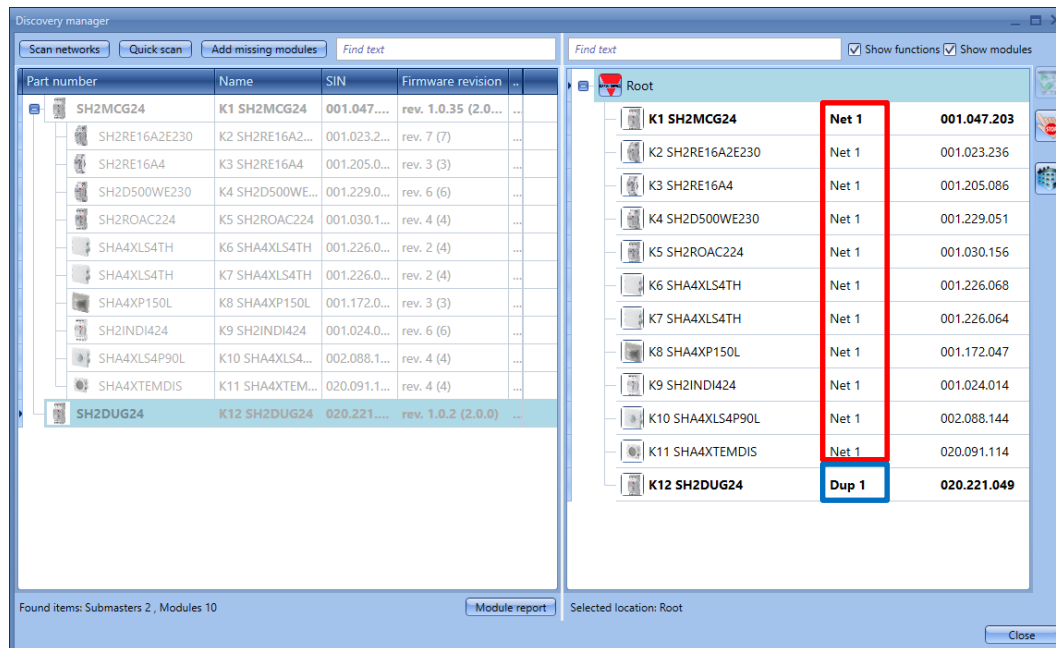 Discovery manager
Scan networks Quick scan Add missing modules Find text
Part number Name SIN Firmware revision ..
SH2MCG24 K1 SH2MCG24 001.047.... rev. 1.0.35 (2.0... ...
SH2RE16A2E230 K2 SH2RE16A2... 001.023.2... rev. 7 (7) ...
SH2RE16A4 K3 SH2RE16A4 001.205.0... rev. 3 (3) ...
SH2D500WE230 K4 SH2D500WE... 001.229.0... rev. 6 (6) ...
SH2ROAC224 K5 SH2ROAC224 001.030.1... rev. 4 (4) ...
SHA4XLS4TH K6 SHA4XLS4TH 001.226.0... rev. 2 (4) ...
SHA4XLS4TH K7 SHA4XLS4TH 001.226.0... rev. 2 (4) ...
SHA4XP150L K8 SHA4XP150L 001.172.0... rev. 3 (3) ...
SH2INDI424 K9 SH2INDI424 001.024.0... rev. 6 (6) ...
SHA4XLS4P90L K10 SHA4XLS4... 002.088.1... rev. 4 (4) ...
SHA4XTEMDIS K11 SHA4XTEM... 020.091.1... rev. 4 (4) ...
SH2DUG24 K12 SH2DUG24 020.221.... rev. 1.0.2 (2.0.0) ...
Found items: Submasters 2 , Modules 10 Module report
Find text Show functions Show modules
Root
K1 SH2MCG24 Net 1 001.047.203
K2 SH2RE16A2E230 Net 1 001.023.236
K3 SH2RE16A4 Net 1 001.205.086
K4 SH2D500WE230 Net 1 001.229.051
K5 SH2ROAC224 Net 1 001.030.156
K6 SHA4XLS4TH Net 1 001.226.068
K7 SHA4XLS4TH Net 1 001.226.064
K8 SHA4XP150L Net 1 001.172.047
K9 SH2INDI424 Net 1 001.024.014
K10 SHA4XLS4P90L Net 1 002.088.144
K11 SHA4XTEMDIS Net 1 020.091.114
K12 SH2DUG24 Dup 1 020.221.049
Selected location: Root
Close